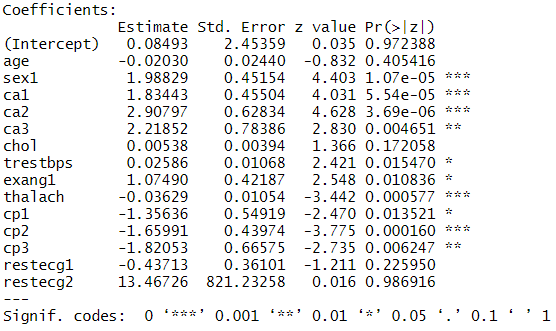 Coefficients:
Estimate Std. Error z value Pr(>|z|)
(Intercept) 0.08493 2.45359 0.035 0.972388
age -0.02030 0.02440 -0.832 0.405416
sex1 1.98829 0.45154 4.403 1.07e-05 ***
ca1 1.83443 0.45504 4.031 5.54e-05 ***
ca2 2.90797 0.62834 4.628 3.69e-06 ***
ca3 2.21852 0.78386 2.830 0.004651 **
chol 0.00538 0.00394 1.366 0.172058
trestbps 0.02586 0.01068 2.421 0.015470 *
exang1 1.07490 0.42187 2.548 0.010836 *
thalach -0.03629 0.01054 -3.442 0.000577 ***
cp1 -1.35636 0.54919 -2.470 0.013521 *
cp2 -1.65991 0.43974 -3.775 0.000160 ***
cp3 -1.82053 0.66575 -2.735 0.006247 **
restecg1 -0.43713 0.36101 -1.211 0.225950
restecg2 13.46726 821.23258 0.016 0.986916
---
Signif. codes: 0 ‘***’ 0.001 ‘**’ 0.01 ‘*’ 0.05 ‘.’ 0.1 ‘ ’ 1